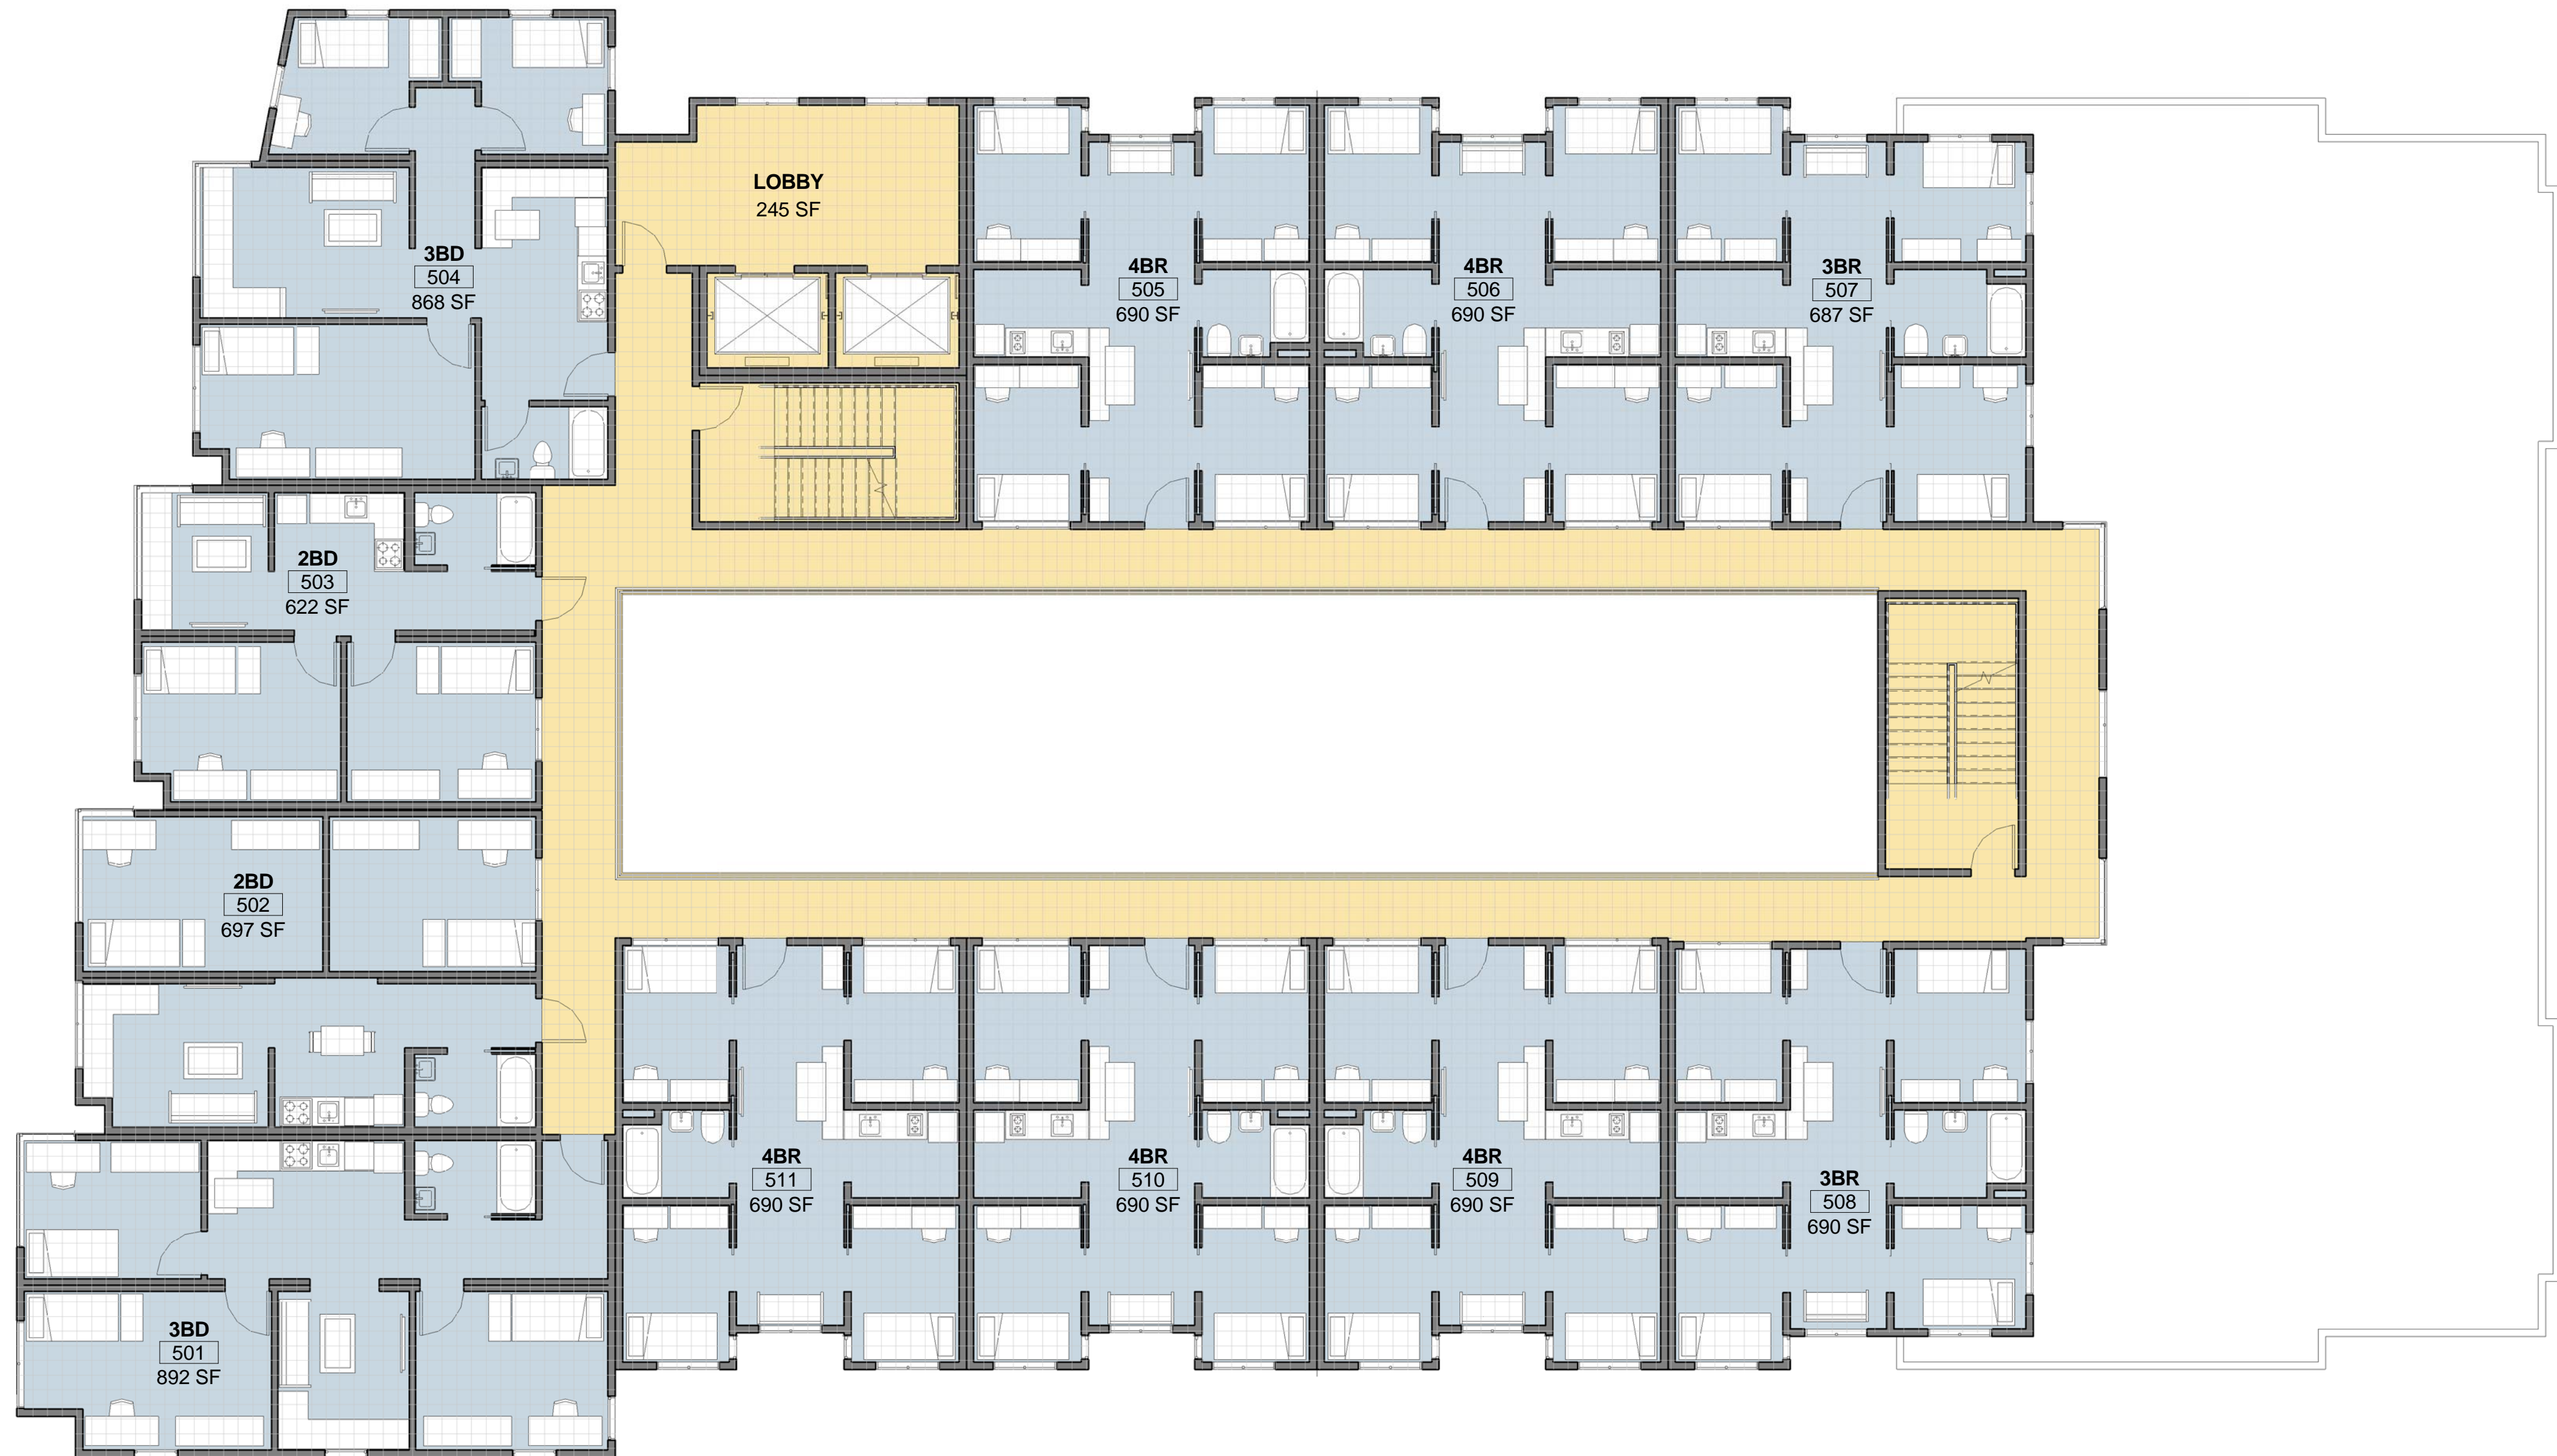 LOBBY
245 SF
3BD
504
868 SF
4BR
505
690 SF
4BR
506
690 SF
3BR
507
687 SF
2BD
503
622 SF
2BD
502
697 SF
4BR
511
690 SF
4BR
510
690 SF
4BR
509
690 SF
3BR
508
690 SF
3BD
501
892 SF